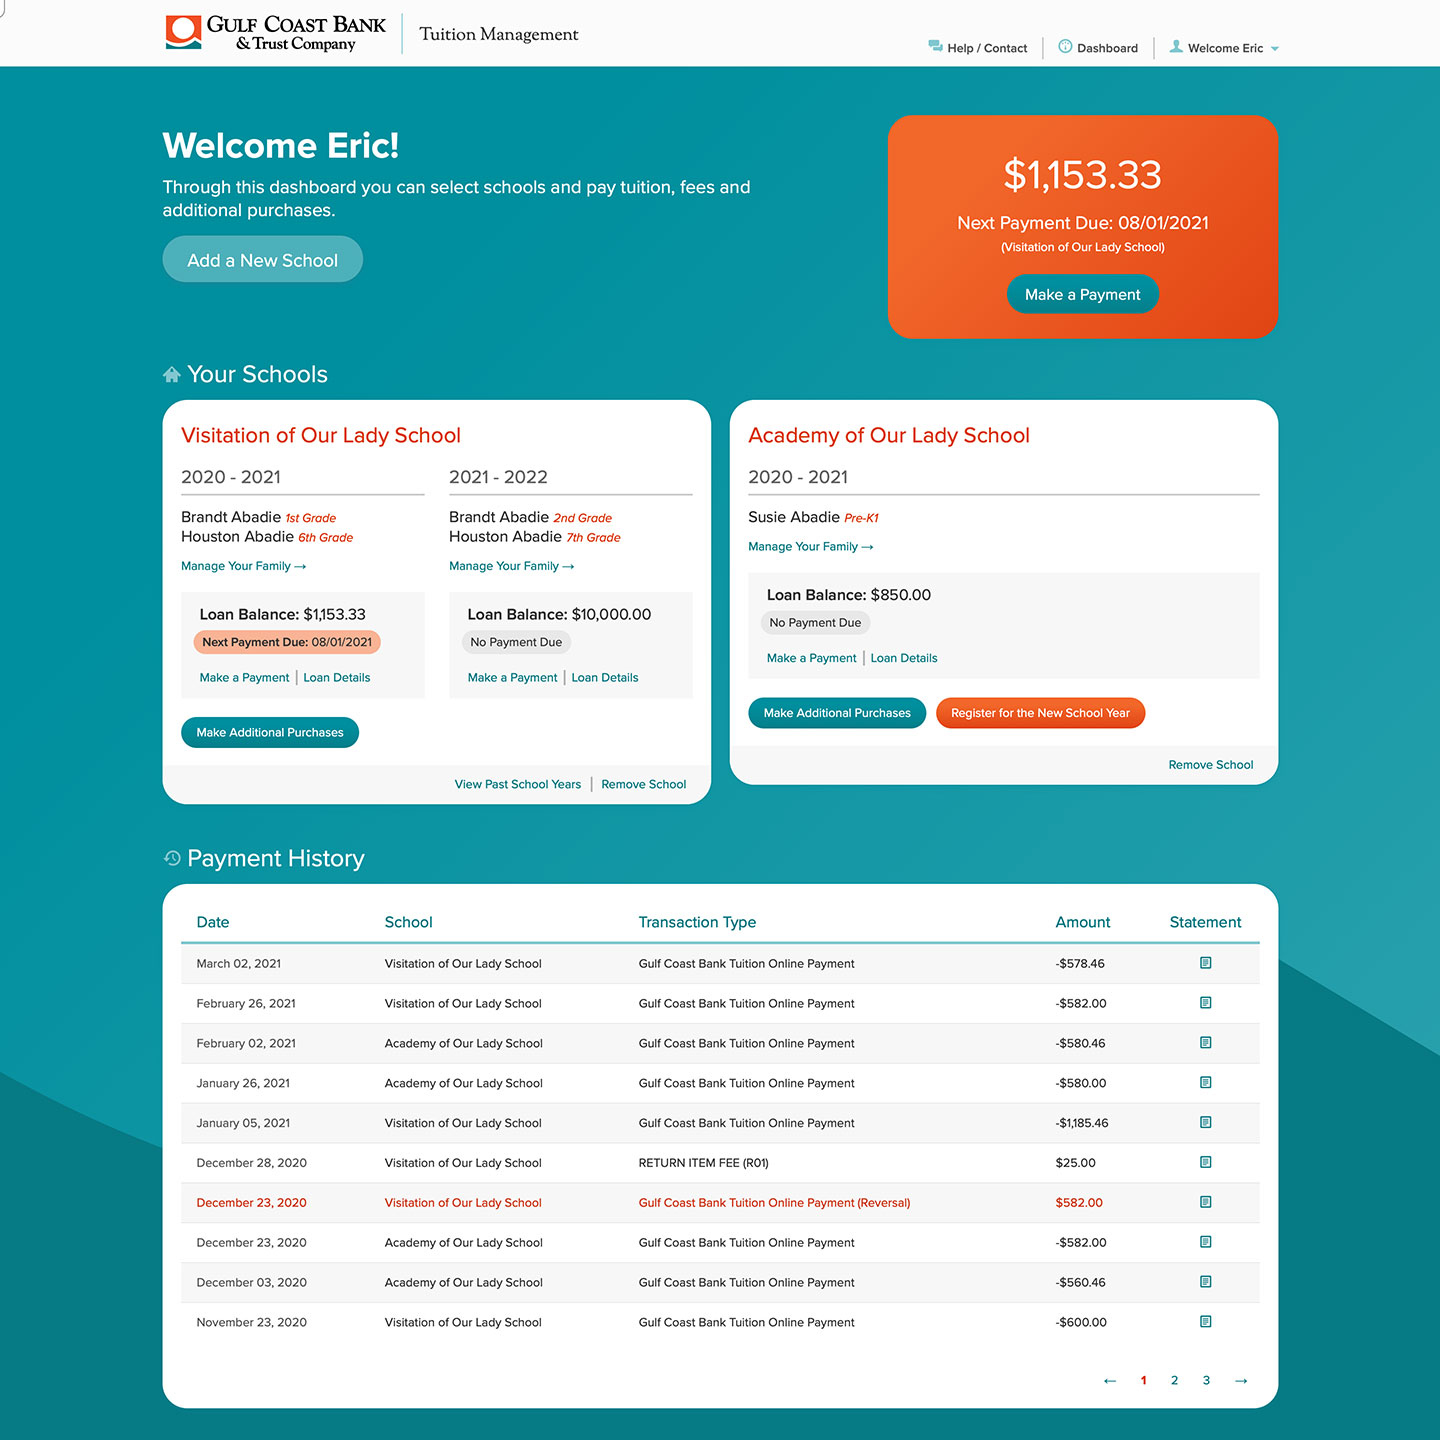 GULF COAST BANK
& Trust Company
Tuition Management
Help / Contact
Dashboard
Welcome Eric
Welcome Eric!
Through this dashboard you can select schools and pay tuition, fees and
additional purchases.
Add a New School
$1,153.33
Next Payment Due: 08/01/2021
(Visitation of Our Lady School)
Make a Payment
Your Schools
Visitation of Our Lady School
2020 - 2021
Brandt Abadie 1st Grade
Houston Abadie 6th Grade
Manage Your Family →
Loan Balance: $1,153.33
Next Payment Due: 08/01/2021
Make a Payment | Loan Details
2021 - 2022
Brandt Abadie 2nd Grade
Houston Abadie 7th Grade
Manage Your Family →
Loan Balance: $10,000.00
No Payment Due
Make a Payment | Loan Details
Make Additional Purchases
View Past School Years | Remove School
Academy of Our Lady School
2020 - 2021
Susie Abadie Pre-K1
Manage Your Family →
Loan Balance: $850.00
No Payment Due
Make a Payment | Loan Details
Make Additional Purchases
Register for the New School Year
Remove School
Payment History
Date School Transaction Type Amount Statement
March 02, 2021 Visitation of Our Lady School Gulf Coast Bank Tuition Online Payment -$578.46
February 26, 2021 Visitation of Our Lady School Gulf Coast Bank Tuition Online Payment -$582.00
February 02, 2021 Academy of Our Lady School Gulf Coast Bank Tuition Online Payment -$580.46
January 26, 2021 Academy of Our Lady School Gulf Coast Bank Tuition Online Payment -$580.00
January 05, 2021 Visitation of Our Lady School Gulf Coast Bank Tuition Online Payment -$1,185.46
December 28, 2020 Visitation of Our Lady School RETURN ITEM FEE (R01) $25.00
December 23, 2020 Visitation of Our Lady School Gulf Coast Bank Tuition Online Payment (Reversal) $582.00
December 23, 2020 Academy of Our Lady School Gulf Coast Bank Tuition Online Payment -$582.00
December 03, 2020 Academy of Our Lady School Gulf Coast Bank Tuition Online Payment -$560.46
November 23, 2020 Visitation of Our Lady School Gulf Coast Bank Tuition Online Payment -$600.00
← 1 2 3 →